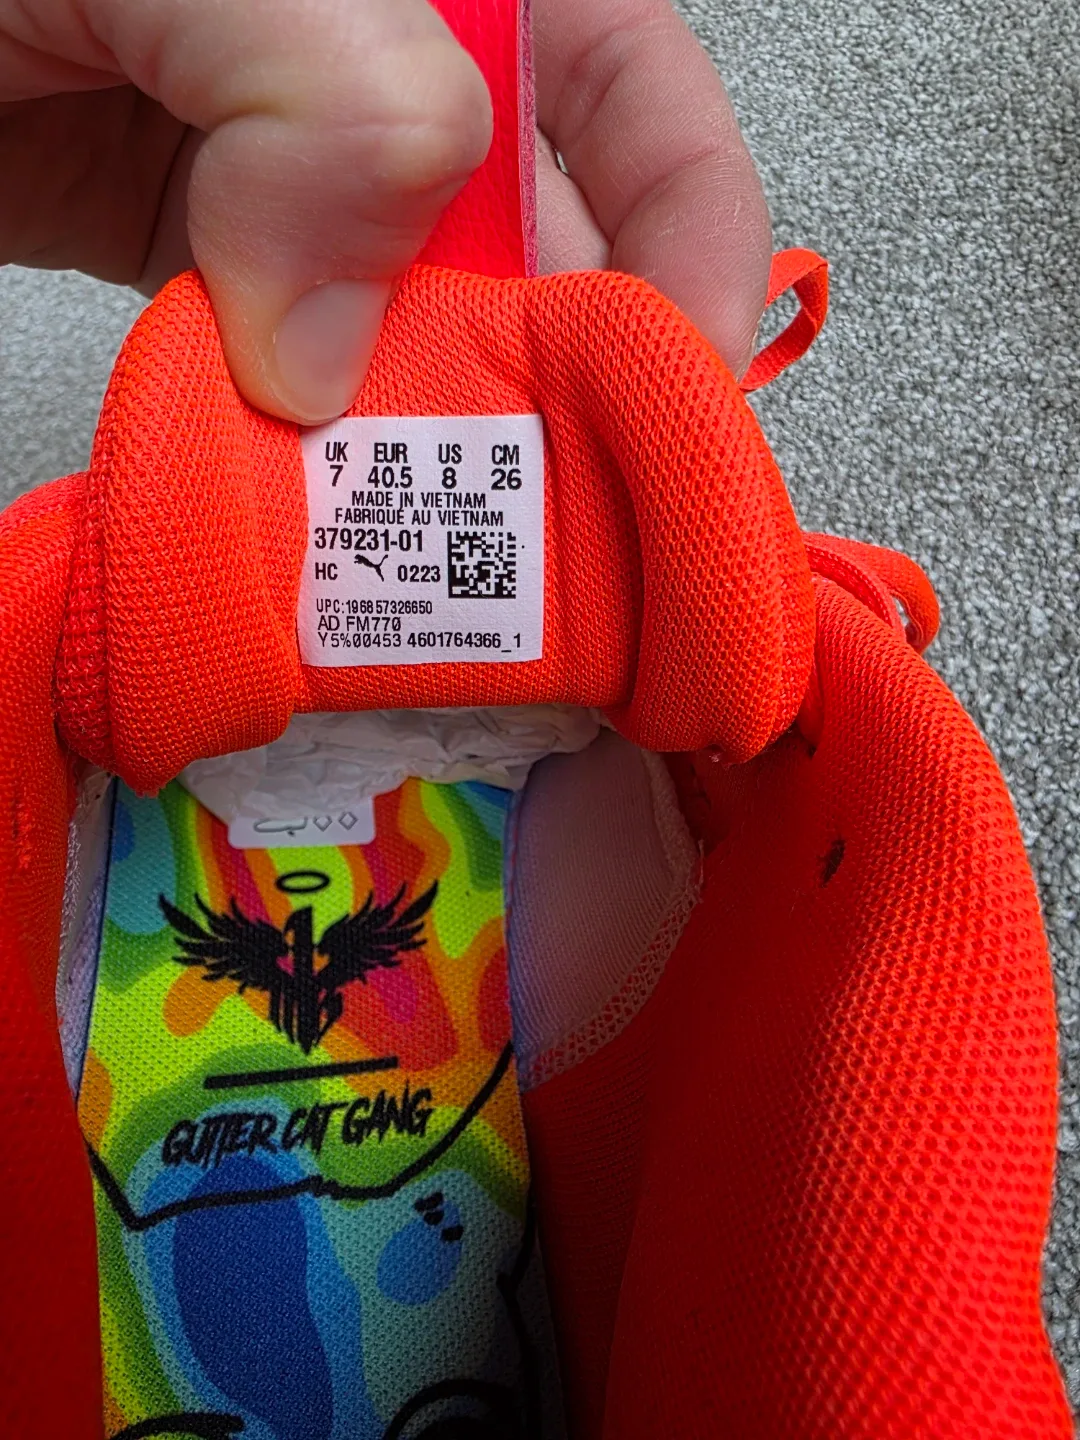 UK EUR US CM
7 40.5 8 26
MADE IN VIETNAM
FABRIQUÉ AU VIETNAM
379231-01
HC 0223
UPC:196857326650
AD FM770
Y5%00453 4601764366_1
GUTTER CAT GANG